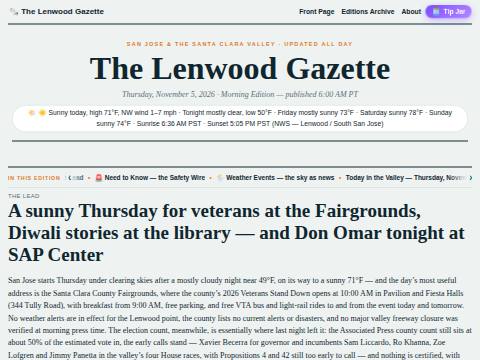 The Lenwood Gazette
Front Page Editions Archive About Tip Jar
SAN JOSE & THE SANTA CLARA VALLEY · UPDATED ALL DAY
The Lenwood Gazette
Thursday, November 5, 2026 · Morning Edition — published 6:00 AM PT
Sunny today, high 71°F, NW wind 1–7 mph · Tonight mostly clear, low 50°F · Friday mostly sunny 73°F · Saturday sunny 78°F · Sunday
sunny 74°F · Sunrise 6:36 AM PST · Sunset 5:05 PM PST (NWS — Lenwood / South San Jose)
IN THIS EDITION ‹ ead • Need to Know — the Safety Wire • Weather Events — the sky as news • Today in the Valley — Thursday, Novem ›
THE LEAD
A sunny Thursday for veterans at the Fairgrounds,
Diwali stories at the library — and Don Omar tonight at
SAP Center
San Jose starts Thursday under clearing skies after a mostly cloudy night near 49°F, on its way to a sunny 71°F — and the day’s most useful
address is the Santa Clara County Fairgrounds, where the county’s 2026 Veterans Stand Down opens at 10:00 AM in Pavilion and Fiesta Halls
(344 Tully Road), with breakfast from 9:00 AM, free parking, and free VTA bus and light-rail rides to and from the event today and tomorrow.
No weather alerts are in effect for the Lenwood point, the county lists no current alerts or disasters, and no major valley freeway closure was
verified at morning press time. The election count, meanwhile, is essentially where last night left it: the Associated Press county count still sits at
about 50% of the estimated vote in, the early calls stand — Xavier Becerra for governor and incumbents Sam Liccardo, Ro Khanna, Zoe
Lofgren and Jimmy Panetta in the valley’s four House races, with Propositions 4 and 42 still too early to call — and nothing is certified, with